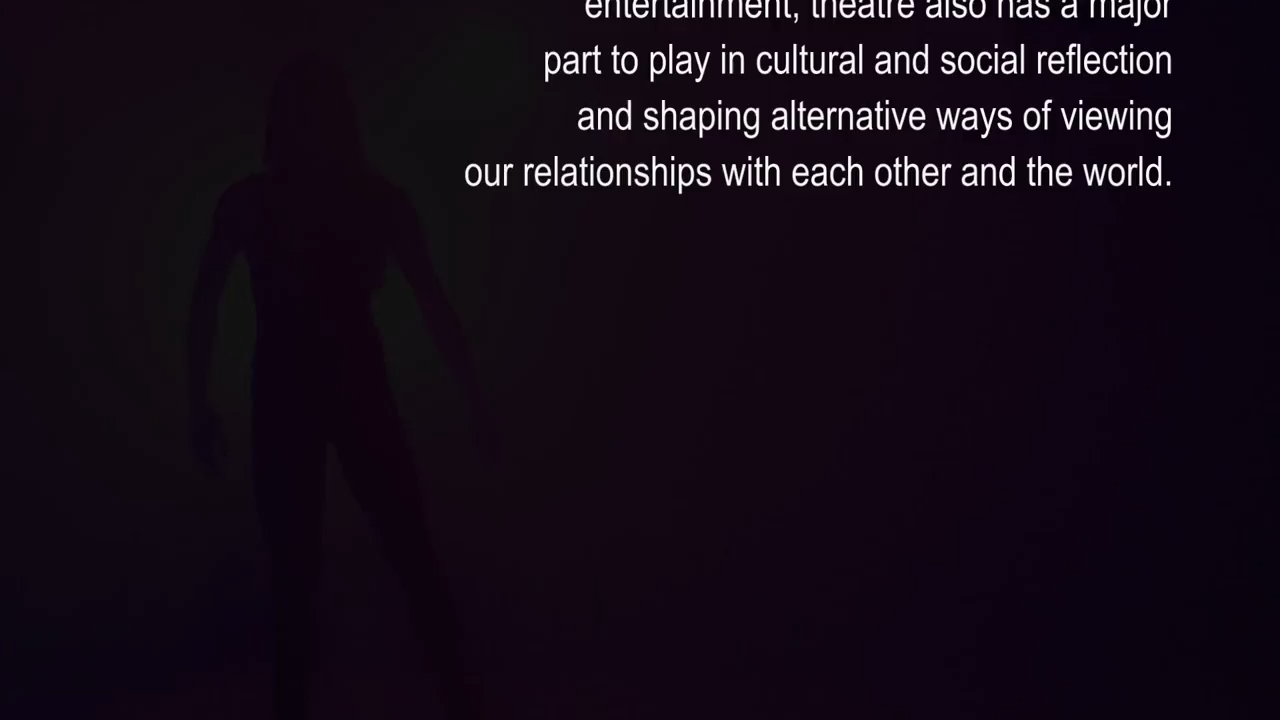 entertainment, theatre also has a major
part to play in cultural and social reflection
and shaping alternative ways of viewing
our relationships with each other and the world.